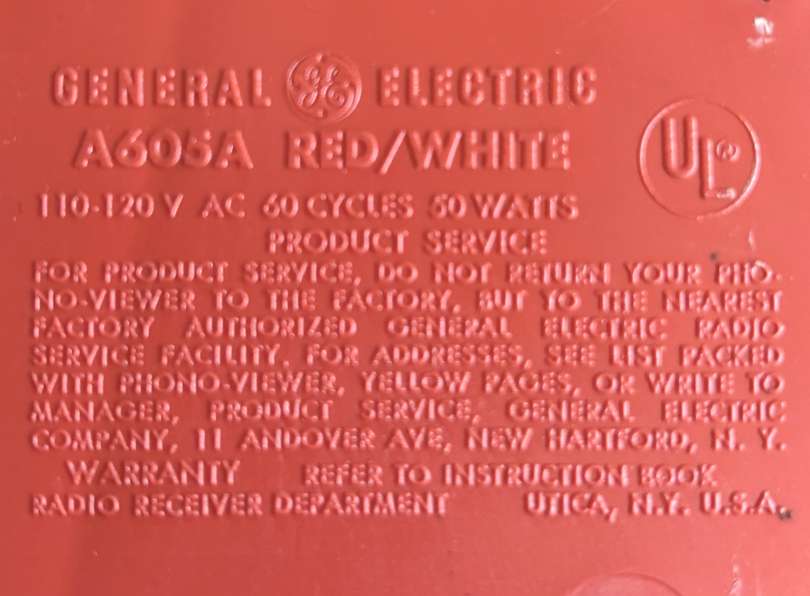 GENERAL GE ELECTRIC
A605A RED/WHITE
UL®
110-120 V AC 60 CYCLES 50 WATTS
PRODUCT SERVICE
FOR PRODUCT SERVICE, DO NOT RETURN YOUR PHO-
NO-VIEWER TO THE FACTORY, BUT TO THE NEAREST
FACTORY AUTHORIZED GENERAL ELECTRIC RADIO
SERVICE FACILITY. FOR ADDRESSES, SEE LIST PACKED
WITH PHONO-VIEWER, YELLOW PAGES, OR WRITE TO
MANAGER, PRODUCT SERVICE, GENERAL ELECTRIC
COMPANY, 11 ANDOVER AVE, NEW HARTFORD, N. Y.
WARRANTY REFER TO INSTRUCTION BOOK
RADIO RECEIVER DEPARTMENT UTICA, N.Y. U.S.A.